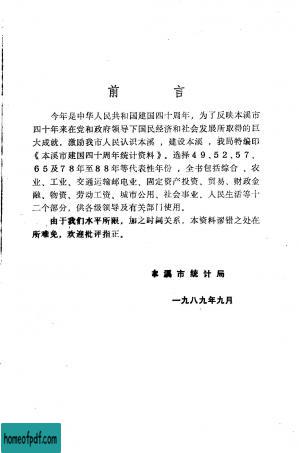 前言
今年是中华人民共和国建国四十周年，为了反映本溪市
四十年来在党和政府领导下国民经济和社会发展所取得的巨
大成就，激励我市人民认识本溪，建设本溪，我局特编印
《本溪市建国四十周年统计资料》。选择49、52、57、
65及78年至88年等代表性年份，全书包括综合、农
业、工业、交通运输邮电业、固定资产投资、贸易、财政金
融、物资、劳动工资、城市公用、社会事业、人民生活等十
二个部分，供各级领导及有关部门使用。
由于我们水平所限，加之时间关系，本资料谬错之处在
所难免，欢迎批评指正。
本溪市统计局
一九八九年九月
homeofpdf.com